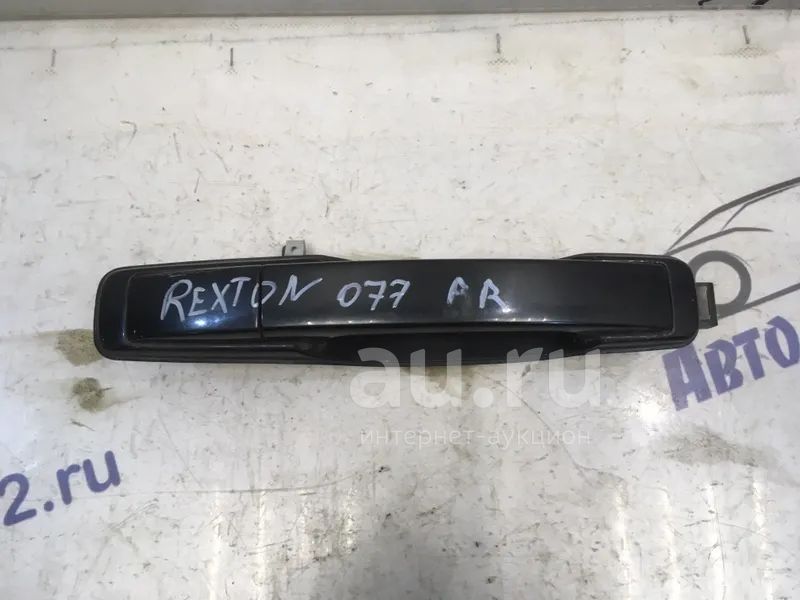 REXTON 077 AR
au.ru
интернет-аукцион
АВТО
2.ru